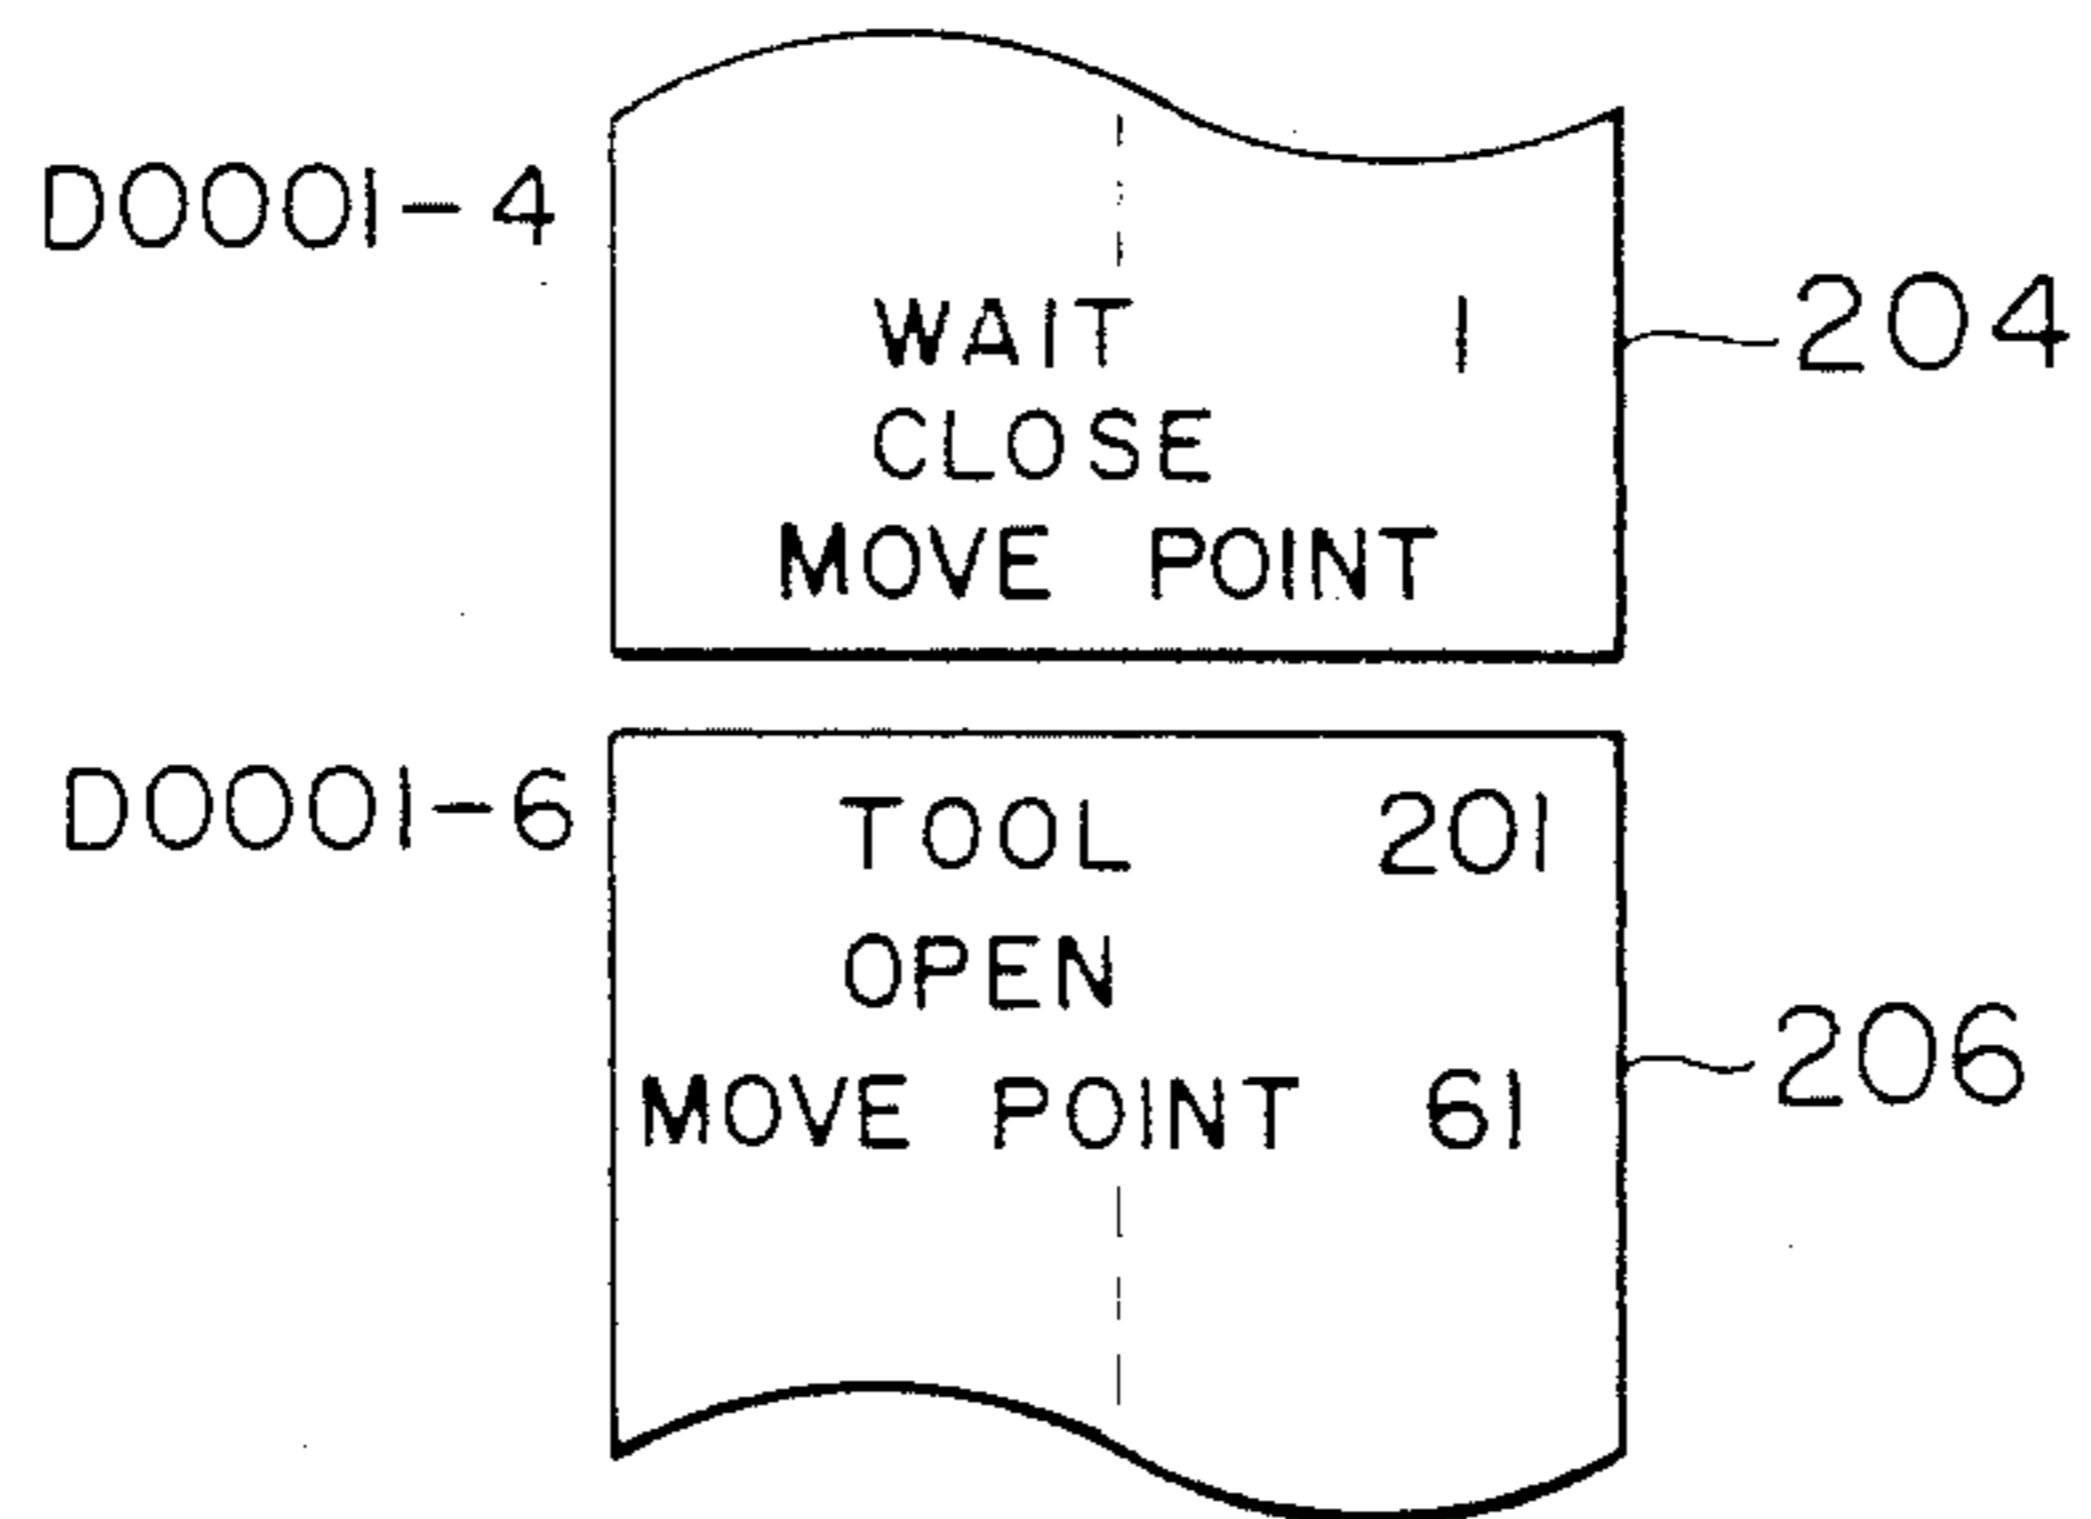 D0001-4
WAIT 1
204
CLOSE
MOVE POINT
D0001-6
TOOL 201
OPEN
206
MOVE POINT 61